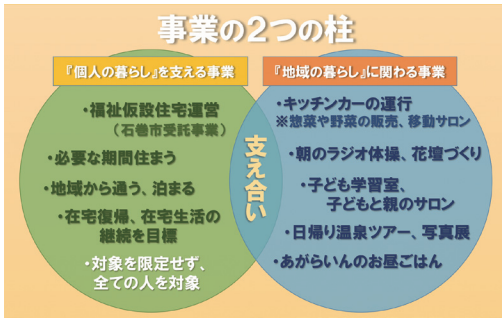 事業の2つの柱
『個人の暮らし』を支える事業
・福祉仮設住宅運営
（石巻市受託事業）
・必要な期間住まう
・地域から通う、泊まる
・在宅復帰、在宅生活の
継続を目標
・対象を限定せず、
全ての人を対象
支え合い
『地域の暮らし』に関わる事業
・キッチンカーの運行
※惣菜や野菜の販売、移動サロン
・朝のラジオ体操、花壇づくり
・子ども学習室、
子どもと親のサロン
・日帰り温泉ツアー、写真展
・あがらいんのお昼ごはん